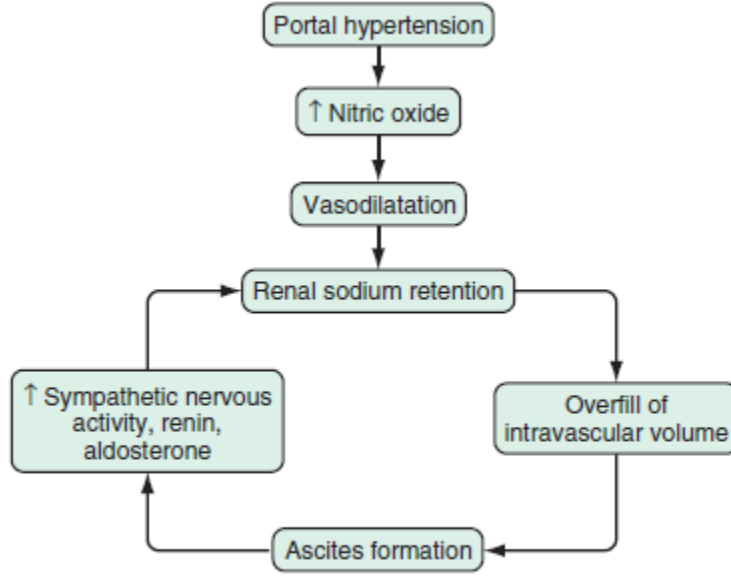 Portal hypertension
↑ Nitric oxide
Vasodilatation
Renal sodium retention
↑ Sympathetic nervous
activity, renin,
aldosterone
Overfill of
intravascular volume
Ascites formation